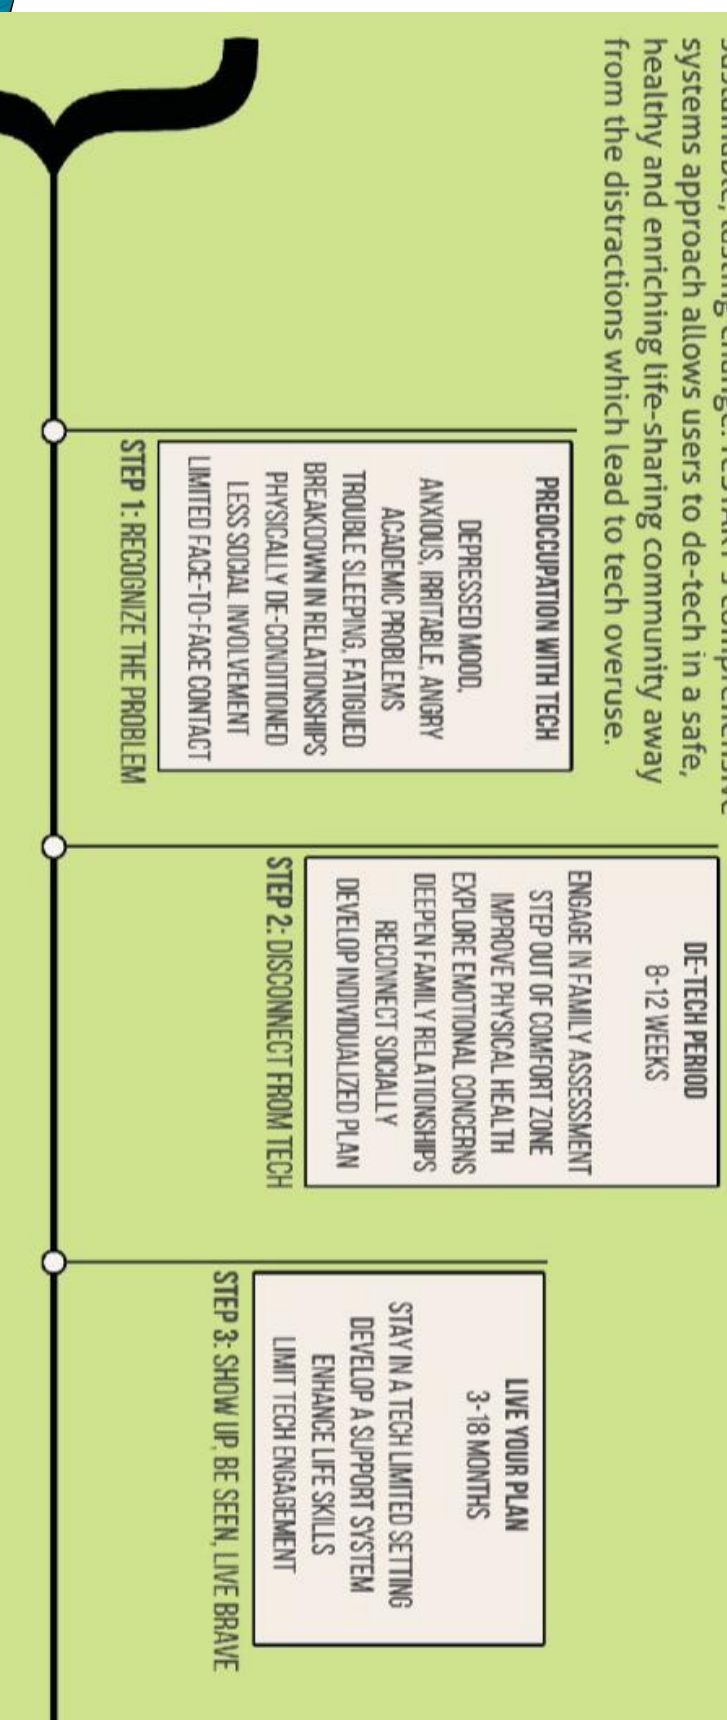 systems approach allows users to de-tech in a safe,
healthy and enriching life-sharing community away
from the distractions which lead to tech overuse.
PREOCCUPATION WITH TECH
DEPRESSED MOOD,
ANXIOUS, IRRITABLE, ANGRY
ACADEMIC PROBLEMS
TROUBLE SLEEPING, FATIGUED
BREAKDOWN IN RELATIONSHIPS
PHYSICALLY DE-CONDITIONED
LESS SOCIAL INVOLVEMENT
LIMITED FACE-TO-FACE CONTACT
STEP 1: RECOGNIZE THE PROBLEM
DE-TECH PERIOD
8-12 WEEKS
ENGAGE IN FAMILY ASSESSMENT
STEP OUT OF COMFORT ZONE
IMPROVE PHYSICAL HEALTH
EXPLORE EMOTIONAL CONCERNS
DEEPEN FAMILY RELATIONSHIPS
RECONNECT SOCIALLY
DEVELOP INDIVIDUALIZED PLAN
STEP 2: DISCONNECT FROM TECH
LIVE YOUR PLAN
3-18 MONTHS
STAY IN A TECH LIMITED SETTING
DEVELOP A SUPPORT SYSTEM
ENHANCE LIFE SKILLS
LIMIT TECH ENGAGEMENT
STEP 3: SHOW UP, BE SEEN, LIVE BRAVE